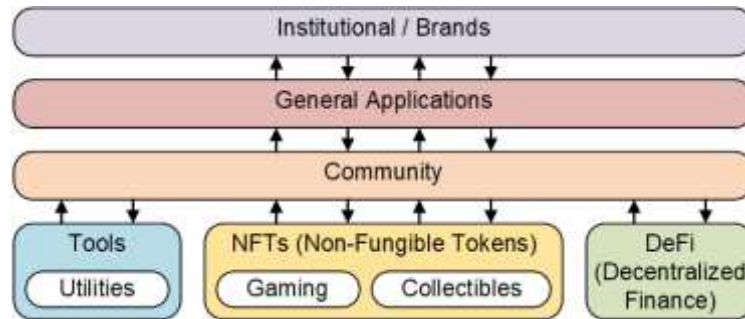 Institutional / Brands
General Applications
Community
Tools
Utilities
NFTs (Non-Fungible Tokens)
Gaming
Collectibles
DeFi
(Decentralized
Finance)